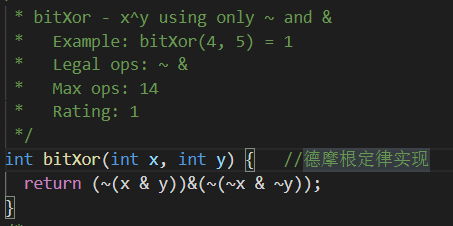 * bitXor - x^y using only ~ and &
*   Example: bitXor(4, 5) = 1
*   Legal ops: ~ &
*   Max ops: 14
*   Rating: 1
*/
int bitXor(int x, int y) {   //德摩根定律实现
  return (~(x & y))&(~(~x & ~y));
}